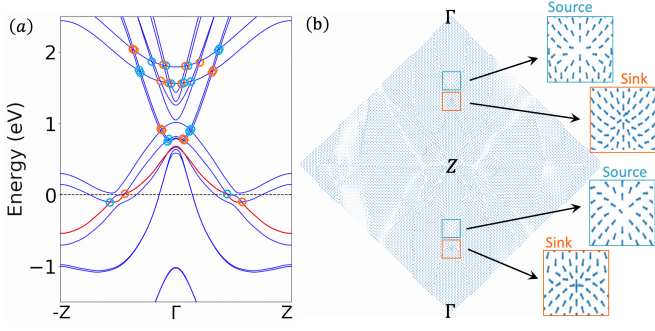 (a)
Energy (eV)
2
1
0
−1
-Z
Γ
Z
(b)
Γ
Z
Γ
Source
Sink
Source
Sink